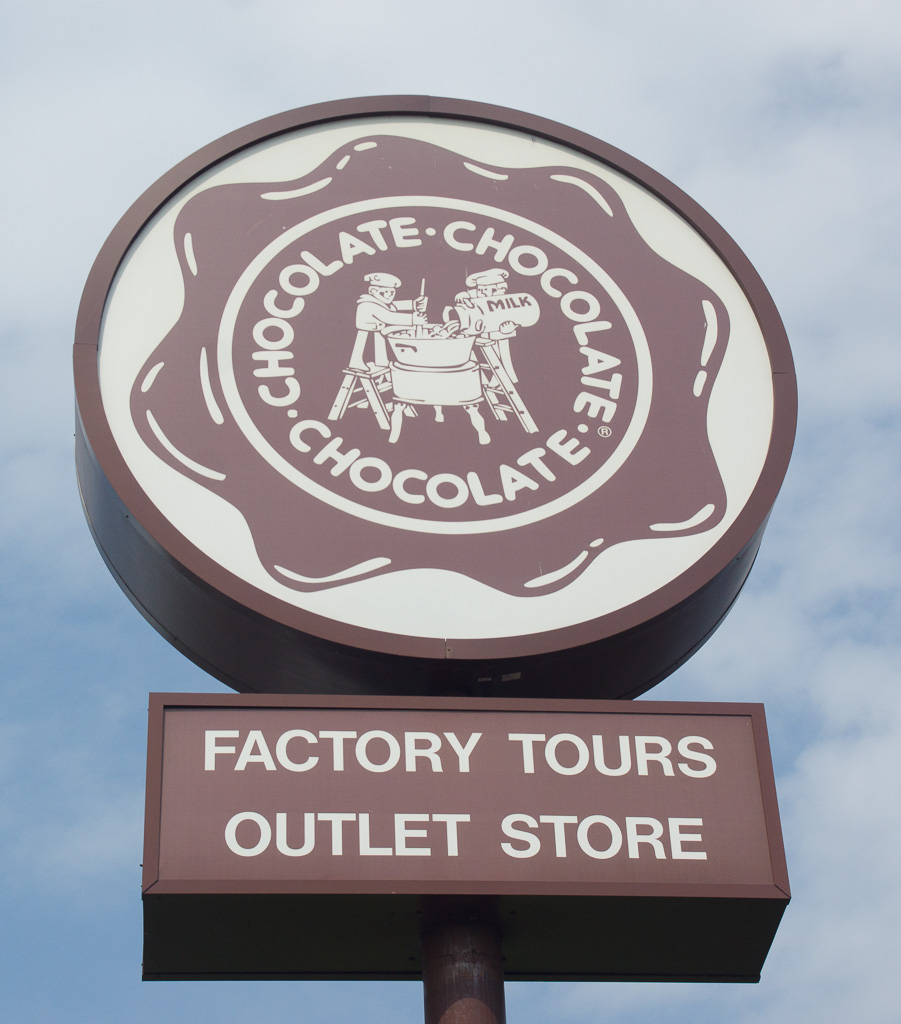 CHOCOLATE · CHOCOLATE · CHOCOLATE · ®
MILK
FACTORY TOURS
OUTLET STORE